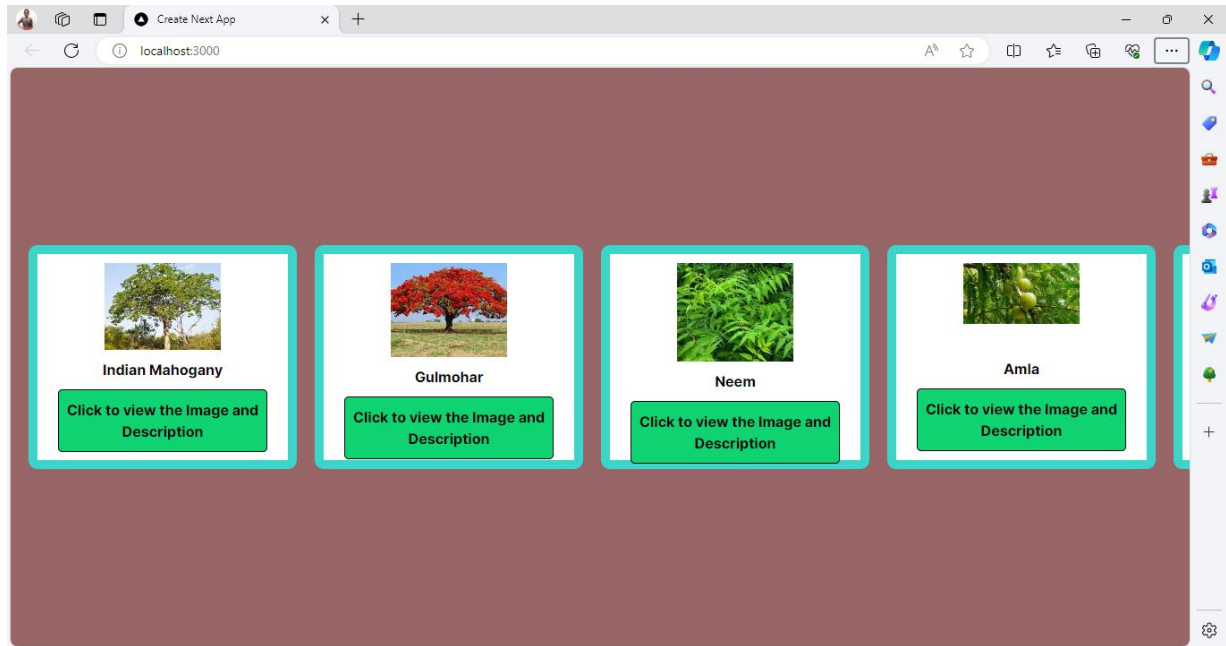 Create Next App
localhost:3000
Indian Mahogany
Click to view the Image and
Description
Gulmohar
Click to view the Image and
Description
Neem
Click to view the Image and
Description
Amla
Click to view the Image and
Description